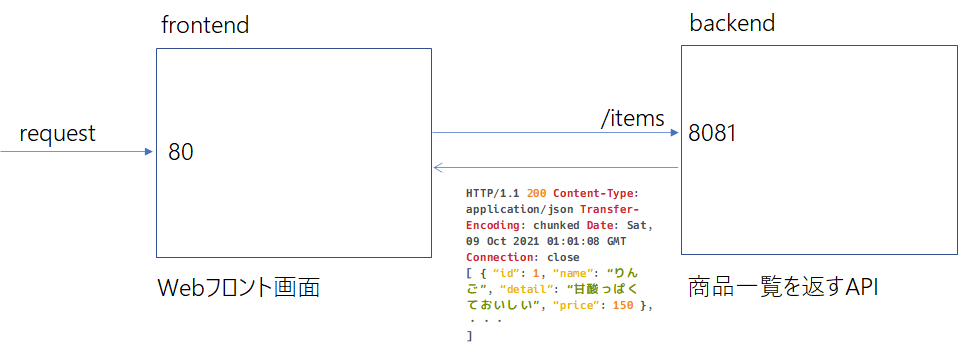 frontend
backend
request
80
/items
8081
HTTP/1.1 200 Content-Type:
application/json Transfer-
Encoding: chunked Date: Sat,
09 Oct 2021 01:01:08 GMT
Connection: close
[ { “id”: 1, “name”: “りん
ご”, “detail”: “甘酸っぱく
ておいしい”, “price”: 150 },
・・・
]
Webフロント画面
商品一覧を返すAPI